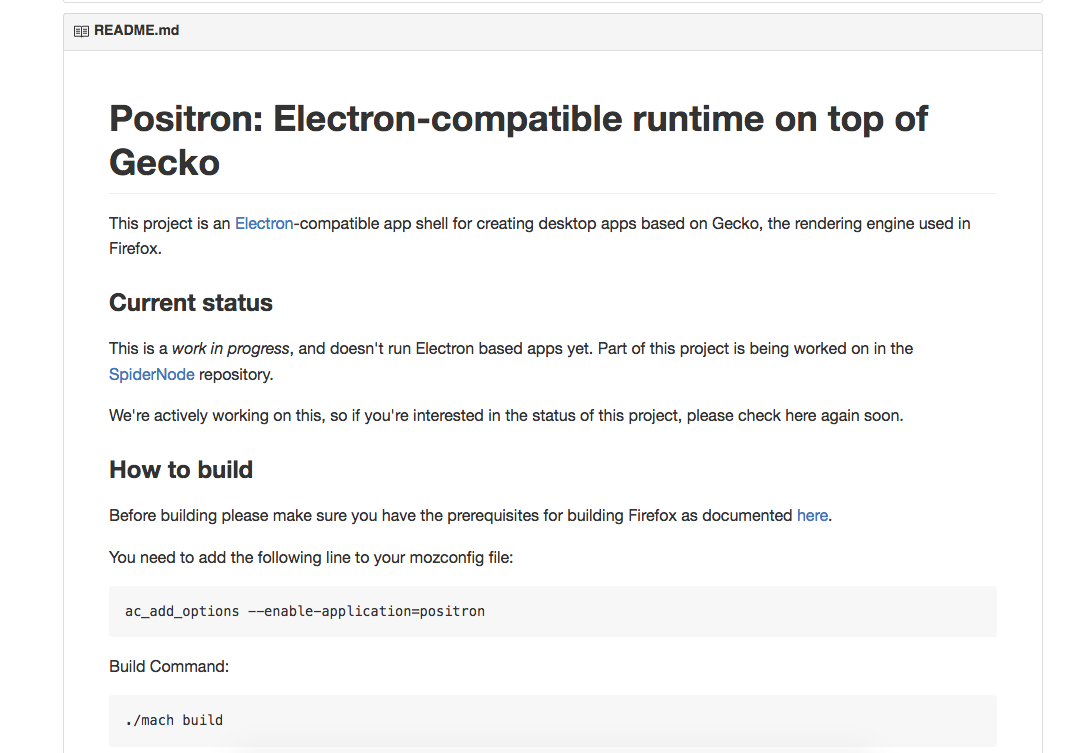 README.md
Positron: Electron-compatible runtime on top of
Gecko
This project is an Electron-compatible app shell for creating desktop apps based on Gecko, the rendering engine used in
Firefox.
Current status
This is a work in progress, and doesn't run Electron based apps yet. Part of this project is being worked on in the
SpiderNode repository.
We're actively working on this, so if you're interested in the status of this project, please check here again soon.
How to build
Before building please make sure you have the prerequisites for building Firefox as documented here.
You need to add the following line to your mozconfig file:
ac_add_options --enable-application=positron
Build Command:
./mach build